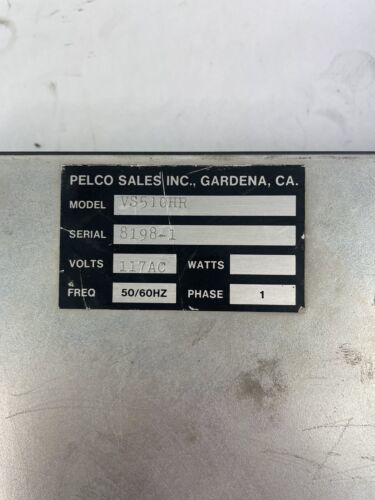 PELCO SALES INC., GARDENA, CA.
MODEL VS510HR
SERIAL 8198-1
VOLTS 117AC WATTS
FREQ 50/60HZ PHASE 1